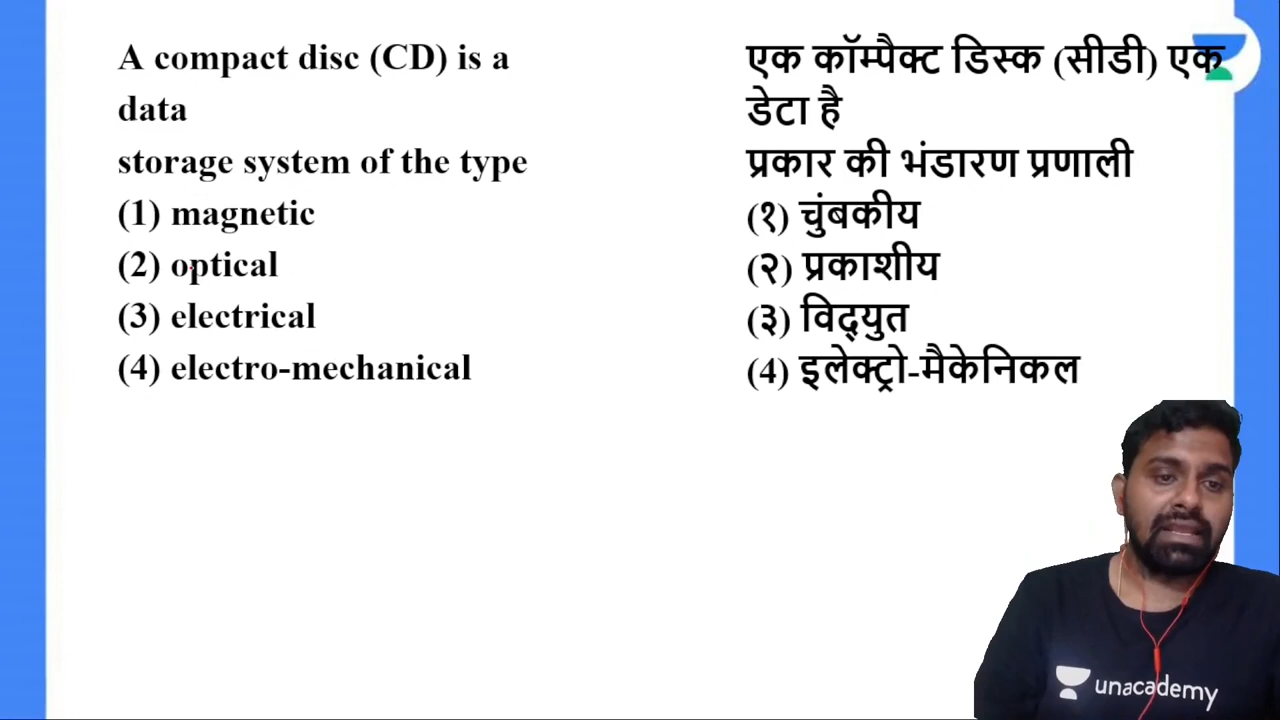 A compact disc (CD) is a
data
storage system of the type
(1) magnetic
(2) optical
(3) electrical
(4) electro-mechanical
एक कॉम्पैक्ट डिस्क (सीडी) एक
डेटा है
प्रकार की भंडारण प्रणाली
(१) चुंबकीय
(२) प्रकाशीय
(३) विद्युत
(4) इलेक्ट्रो-मैकेनिकल
unacademy